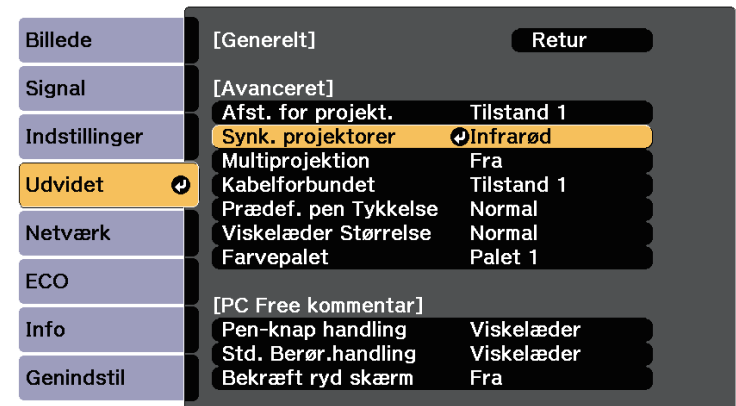 Billede
Signal
Indstillinger
Udvidet
Netværk
ECO
Info
Genindstil
[Generelt] Retur
[Avanceret]
Afst. for projekt. Tilstand 1
Synk. projektorer Infrarød
Multiprojektion Fra
Kabelforbundet Tilstand 1
Prædef. pen Tykkelse Normal
Viskelæder Størrelse Normal
Farvepalet Palet 1
[PC Free kommentar]
Pen-knap handling Viskelæder
Std. Berør.handling Viskelæder
Bekræft ryd skærm Fra